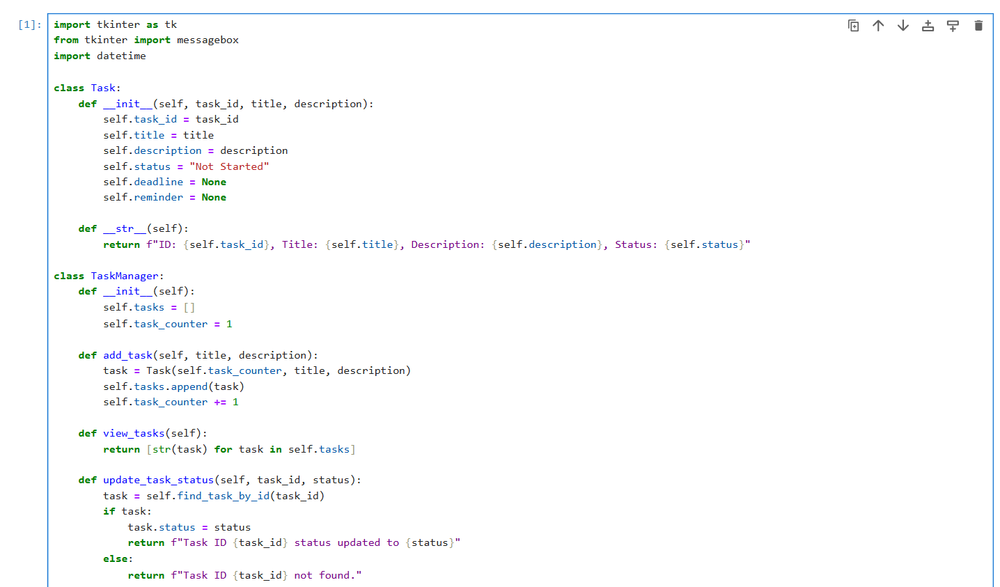 [1]:
import tkinter as tk
from tkinter import messagebox
import datetime

class Task:
    def __init__(self, task_id, title, description):
        self.task_id = task_id
        self.title = title
        self.description = description
        self.status = "Not Started"
        self.deadline = None
        self.reminder = None

    def __str__(self):
        return f"ID: {self.task_id}, Title: {self.title}, Description: {self.description}, Status: {self.status}"

class TaskManager:
    def __init__(self):
        self.tasks = []
        self.task_counter = 1

    def add_task(self, title, description):
        task = Task(self.task_counter, title, description)
        self.tasks.append(task)
        self.task_counter += 1

    def view_tasks(self):
        return [str(task) for task in self.tasks]

    def update_task_status(self, task_id, status):
        task = self.find_task_by_id(task_id)
        if task:
            task.status = status
            return f"Task ID {task_id} status updated to {status}"
        else:
            return f"Task ID {task_id} not found."